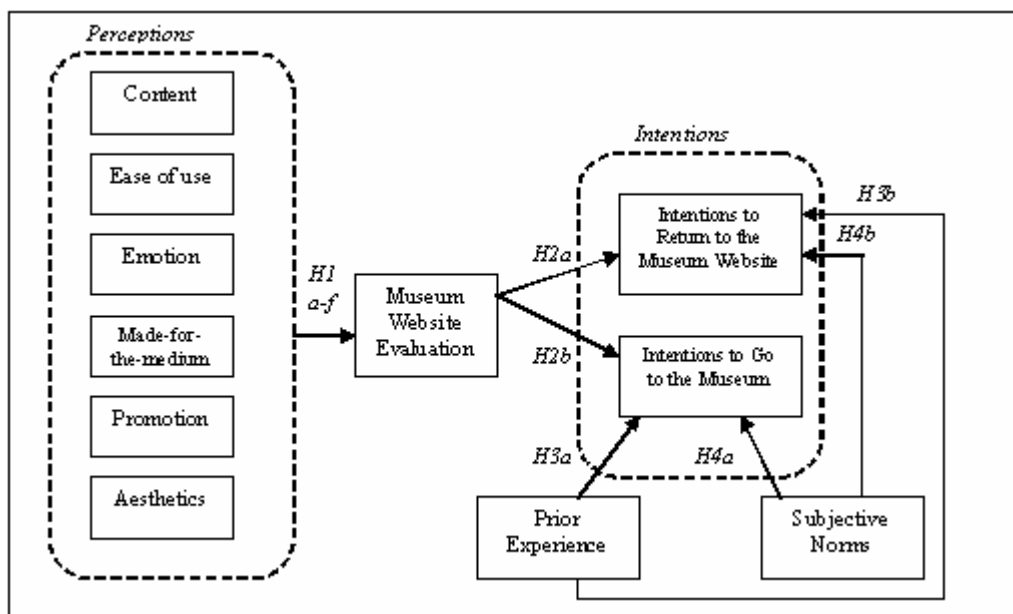 Perceptions
Content
Ease of use
Emotion
Made-for-
the-medium
Promotion
Aesthetics
H1
a-f
Museum
Website
Evaluation
H2a
H2b
Intentions
Intentions to
Return to the
Museum Website
Intentions to Go
to the Museum
H3b
H4b
H3a
H4a
Prior
Experience
Subjective
Norms